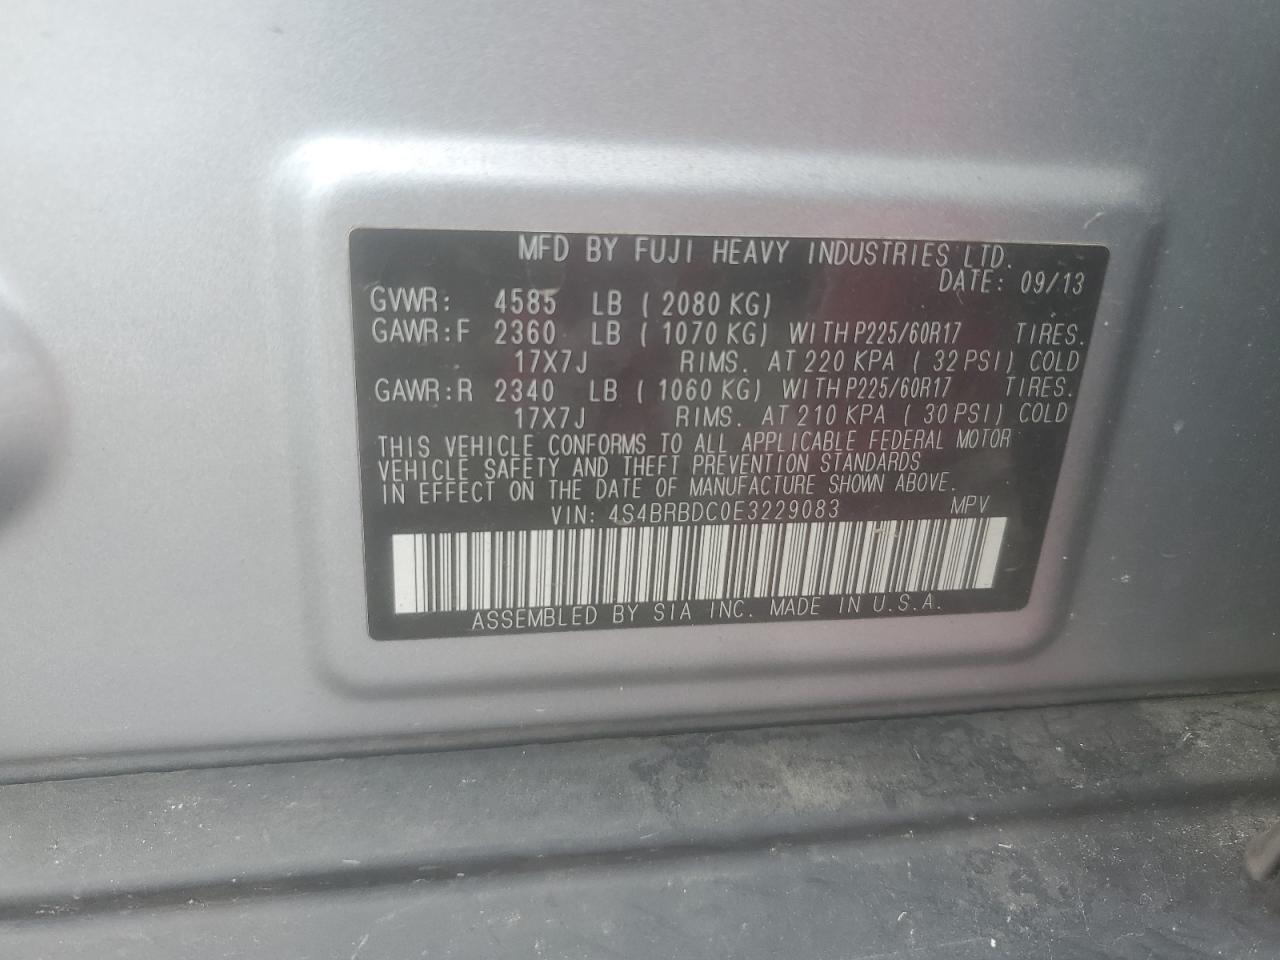 MFD BY FUJI HEAVY INDUSTRIES LTD.
DATE: 09/13
GVWR: 4585 LB ( 2080 KG)
GAWR:F 2360 LB ( 1070 KG) WITH P225/60R17 TIRES.
17X7J RIMS. AT 220 KPA ( 32 PSI) COLD
GAWR:R 2340 LB ( 1060 KG) WITH P225/60R17 TIRES.
17X7J RIMS. AT 210 KPA ( 30 PSI) COLD
THIS VEHICLE CONFORMS TO ALL APPLICABLE FEDERAL MOTOR
VEHICLE SAFETY AND THEFT PREVENTION STANDARDS
IN EFFECT ON THE DATE OF MANUFACTURE SHOWN ABOVE.
VIN: 4S4BRBDC0E3229083 MPV
ASSEMBLED BY SIA INC. MADE IN U.S.A.